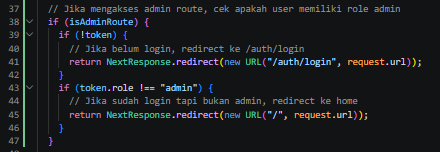 37 // Jika mengakses admin route, cek apakah user memiliki role admin
38 if (isAdminRoute) {
39 if (!token) {
40 // Jika belum login, redirect ke /auth/login
41 return NextResponse.redirect(new URL("/auth/login", request.url));
42 }
43 if (token.role !== "admin") {
44 // Jika sudah login tapi bukan admin, redirect ke home
45 return NextResponse.redirect(new URL("/", request.url));
46 }
47 }